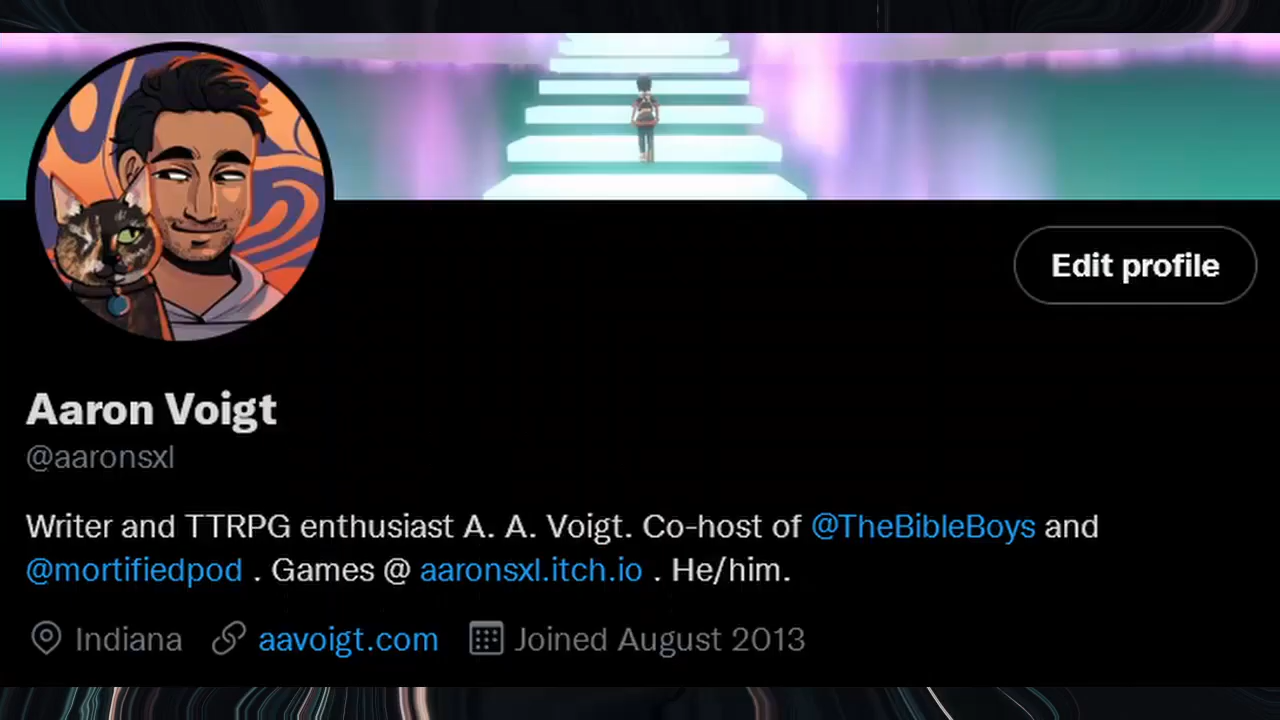 Edit profile
Aaron Voigt
@aaronsxl
Writer and TTRPG enthusiast A. A. Voigt. Co-host of @TheBibleBoys and
@mortifiedpod . Games @ aaronsxl.itch.io . He/him.
Indiana aavoigt.com Joined August 2013